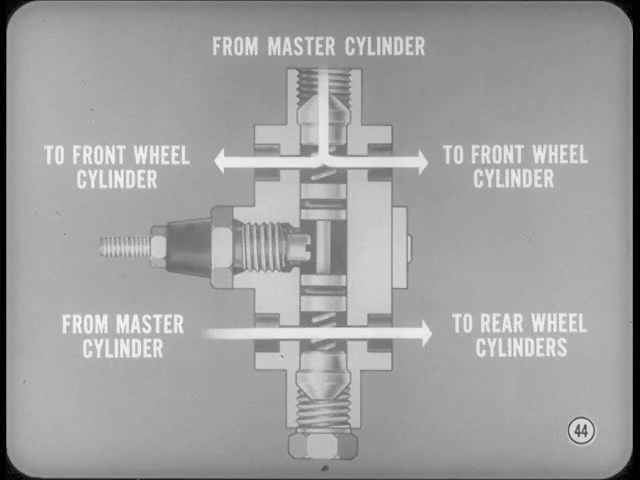 FROM MASTER CYLINDER
TO FRONT WHEEL
CYLINDER
TO FRONT WHEEL
CYLINDER
FROM MASTER
CYLINDER
TO REAR WHEEL
CYLINDERS
44